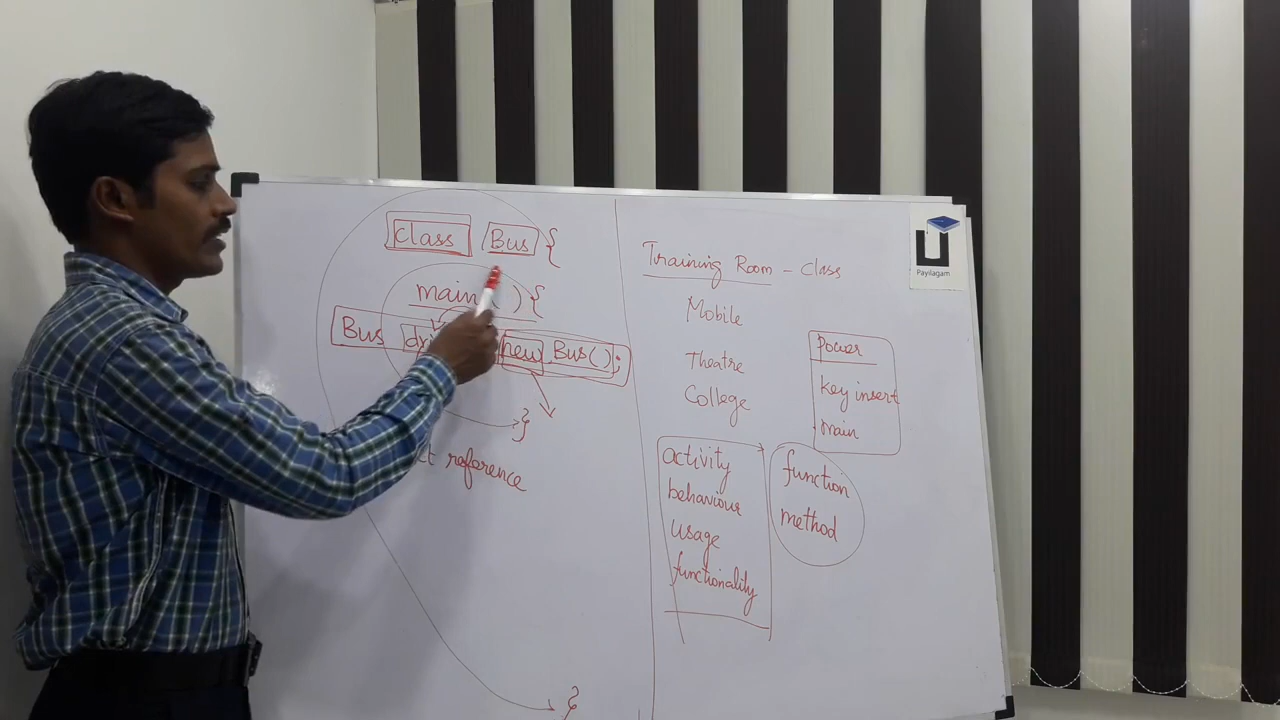 class Bus {
main ( ) {
Bus new Bus( );
}
reference
}
Training Room - Class
Mobile
Theatre
College
activity
behaviour
usage
functionality
power
key insert
main
function
method
Payilagam